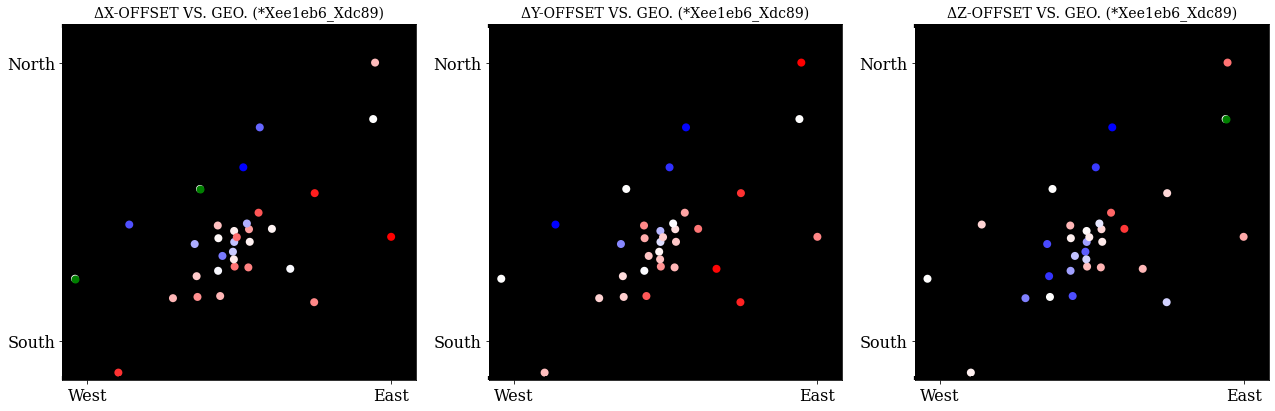 ΔX-OFFSET VS. GEO. (*Xee1eb6_Xdc89)
North
South
West
East
ΔY-OFFSET VS. GEO. (*Xee1eb6_Xdc89)
North
South
West
East
ΔZ-OFFSET VS. GEO. (*Xee1eb6_Xdc89)
North
South
West
East